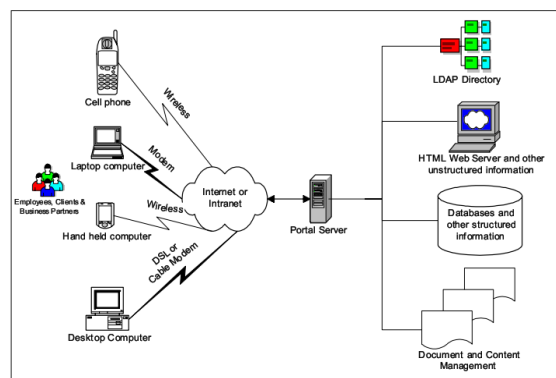 Cell phone
Wireless
Laptop computer
Modem
Employees, Clients &
Business Partners
Hand held computer
Wireless
DSL or
Cable Modem
Desktop Computer
Internet or
Intranet
Portal Server
LDAP Directory
HTML Web Server and other
unstructured information
Databases and
other structured
information
Document and Content
Management